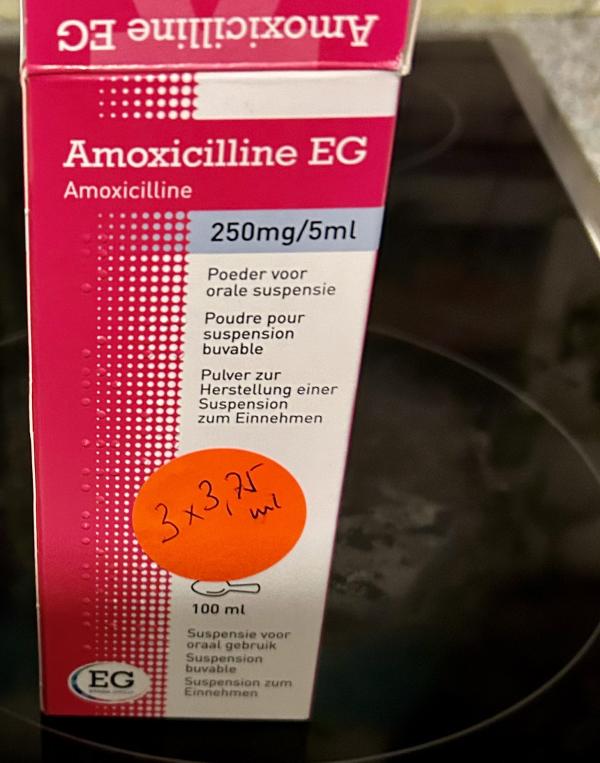 Amoxicilline EG
Amoxicilline EG
Amoxicilline
250mg/5ml
Poeder voor
orale suspensie
Poudre pour
suspension
buvable
Pulver zur
Herstellung einer
Suspension
zum Einnehmen
3 x 3,75
ml
100 ml
Suspensie voor
oraal gebruik
Suspension
buvable
Suspension zum
Einnehmen
EG